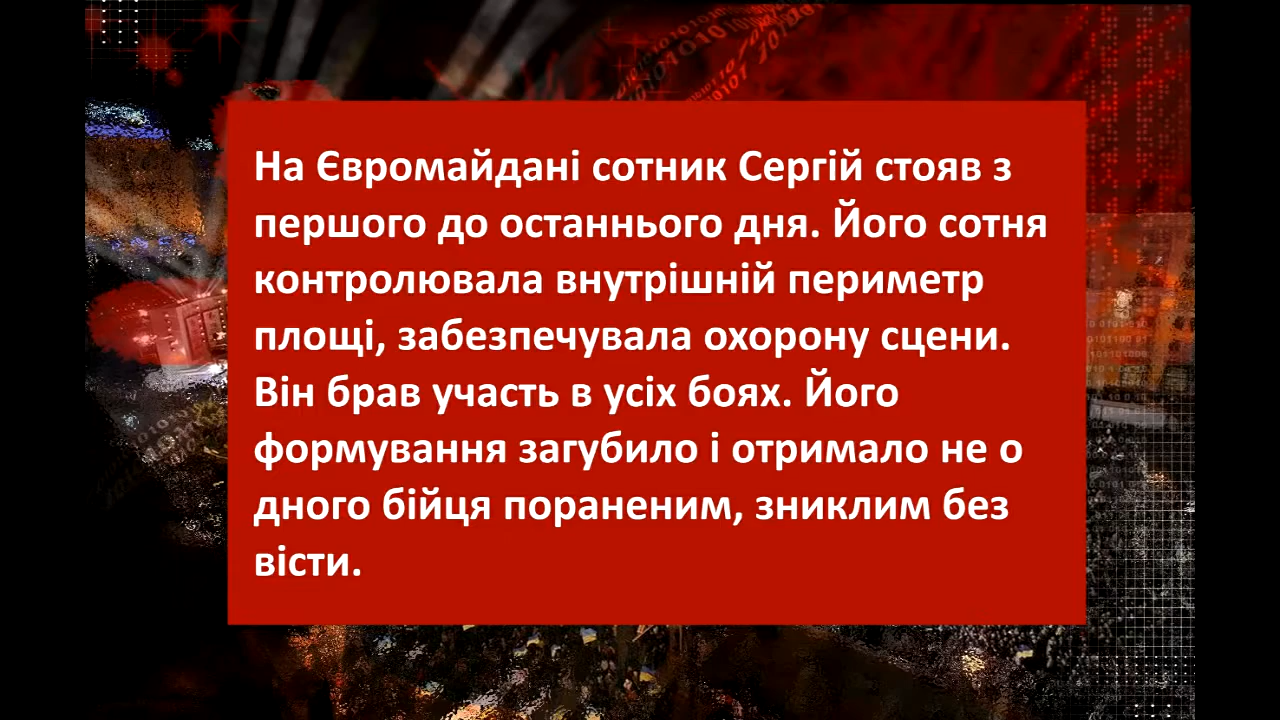 На Євромайдані сотник Сергій стояв з
першого до останнього дня. Його сотня
контролювала внутрішній периметр
площі, забезпечувала охорону сцени.
Він брав участь в усіх боях. Його
формування загубило і отримало не о
дного бійця пораненим, зниклим без
вісти.